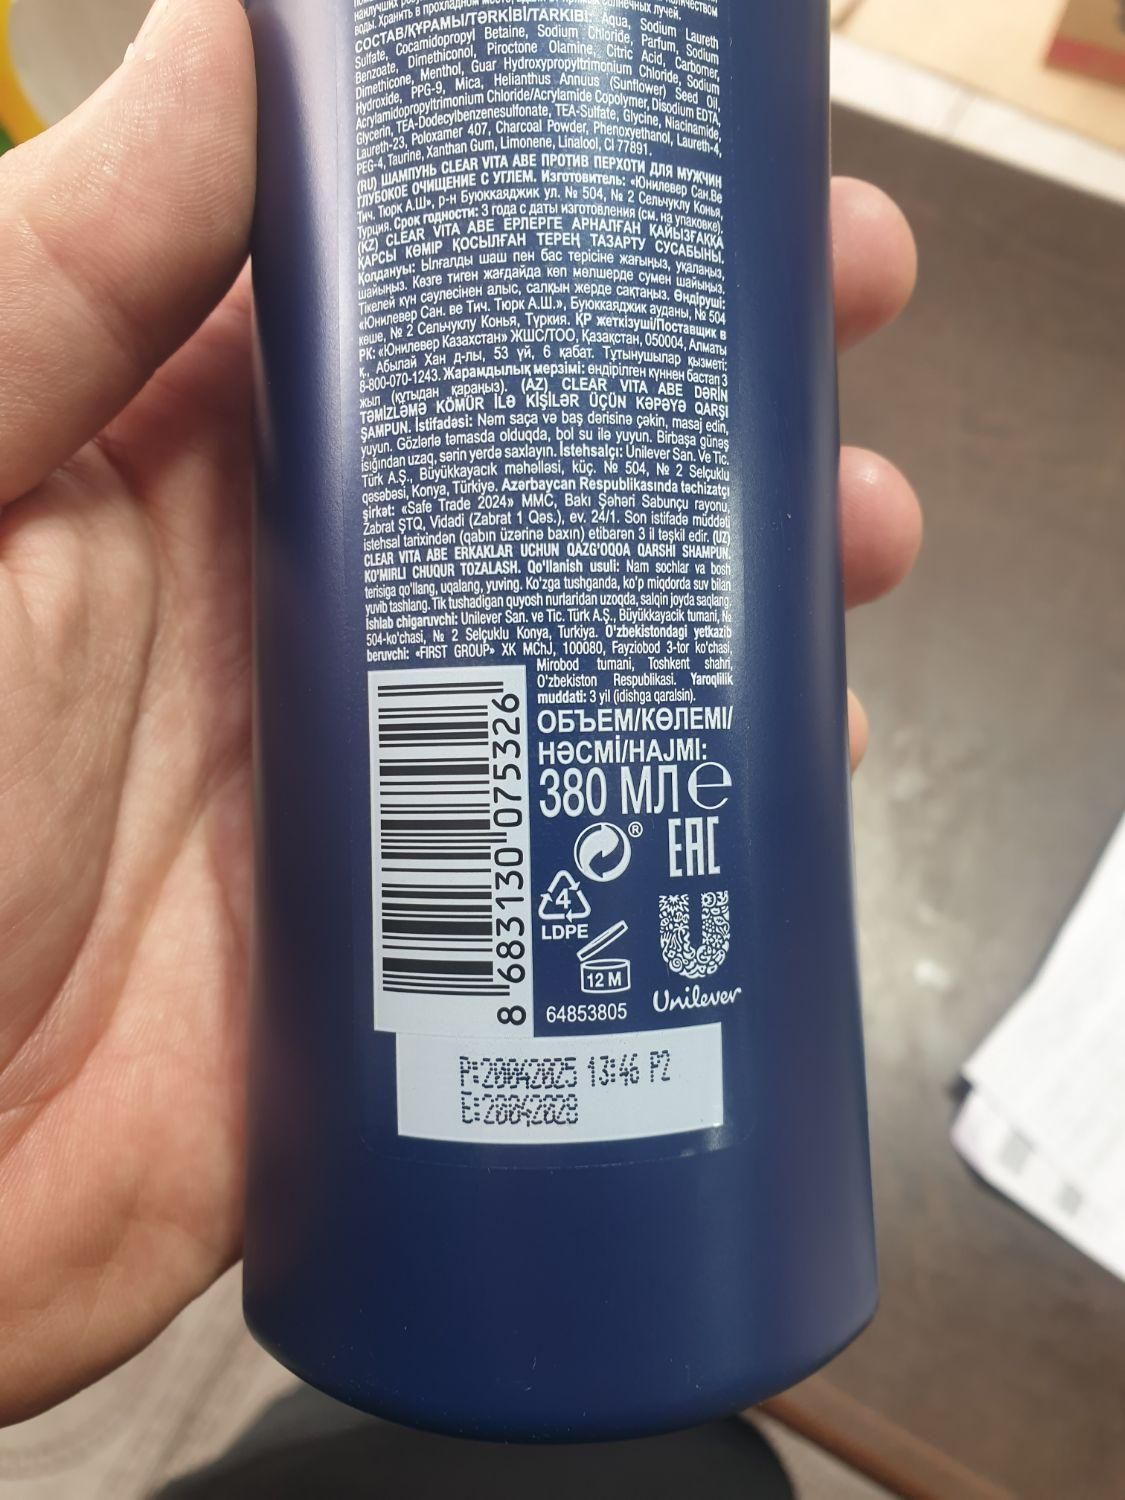 воды. Хранить в прохладном
солнечных лучей.
СОСТАВ/ҚҰРАМЫ/TƏRKİBİ/TARKIBI: Aqua, Sodium Laureth
Sulfate, Cocamidopropyl Betaine, Sodium Chloride, Parfum, Sodium
Benzoate, Dimethiconol, Piroctone Olamine, Citric Acid, Carbomer,
Dimethicone, Menthol, Guar Hydroxypropyltrimonium Chloride, Sodium
Hydroxide, PPG-9, Mica, Helianthus Annuus (Sunflower) Seed Oil,
Acrylamidopropyltrimonium Chloride/Acrylamide Copolymer, Disodium EDTA,
Glycerin, TEA-Dodecylbenzenesulfonate, TEA-Sulfate, Glycine, Niacinamide,
Laureth-23, Poloxamer 407, Charcoal Powder, Phenoxyethanol, Laureth-4,
PEG-4, Taurine, Xanthan Gum, Limonene, Linalool, CI 77891.
(RU) ШАМПУНЬ CLEAR VITA ABE ПРОТИВ ПЕРХОТИ ДЛЯ МУЖЧИН
ГЛУБОКОЕ ОЧИЩЕНИЕ С УГЛЕМ. Изготовитель: «Юнилевер Сан.Ве
Тич. Тюрк А.Ш», р-н Буюккаяджик ул. № 504, № 2 Сельчуклу Конья,
Турция. Срок годности: 3 года с даты изготовления (см. на упаковке).
(KZ) CLEAR VITA ABE ЕРЛЕРГЕ АРНАЛҒАН ҚАЙЫЗҒАҚҚА
ҚАРСЫ КӨМІР ҚОСЫЛҒАН ТЕРЕҢ ТАЗАРТУ СУСАБЫНЫ.
Қолдануы: Ылғалды шаш пен бас терісіне жағыңыз, уқалаңыз,
шайыңыз. Көзге тиген жағдайда көп мөлшерде сумен шайыңыз.
Тікелей күн сәулесінен алыс, салқын жерде сақтаңыз. Өндіруші:
«Юнилевер Сан. ве Тич. Тюрк А.Ш.», Буюккаяджик ауданы, № 504
көше, № 2 Сельчуклу Конья, Туркия. ҚР жеткізуші/Поставщик в
РК: «Юнилевер Казахстан» ЖШС/ТОО, Қазақстан, 050004, Алматы
қ., Абылай Хан д-лы, 53 үй, 6 қабат. Тұтынушылар қызметі:
8-800-070-1243. Жарамдылық мерзімі: өндірілген күннен бастап 3
жыл (құтыдан қараңыз). (AZ) CLEAR VITA ABE DƏRİN
TƏMİZLƏMƏ KÖMÜR İLƏ KİŞİLƏR ÜÇÜN KƏPƏYƏ QARŞI
ŞAMPUN. İstifadəsi: Nəm saça və baş dərisinə çəkin, masaj edin,
yuyun. Gözlərlə təmasda olduqda, bol su ilə yuyun. Birbaşa günəş
işığından uzaq, sərin yerdə saxlayın. İstehsalçı: Unilever San. Ve Tic.
Türk A.Ş., Büyükkayacık məhəlləsi, küç. № 504, № 2 Selçuklu
qəsəbəsi, Konya, Türkiyə. Azərbaycan Respublikasında təchizatçı
şirkət: «Safe Trade 2024» MMC, Bakı Şəhəri Sabunçu rayonu,
Zabrat ŞTQ, Vidadi (Zabrat 1 Qəs.), ev. 24/1. Son istifadə müddəti
istehsal tarixindən (qabın üzərinə baxın) etibarən 3 il təşkil edir. (UZ)
CLEAR VITA ABE ERKAKLAR UCHUN QAZG'OQQA QARSHI SHAMPUN.
KO'MIRLI CHUQUR TOZALASH. Qo'llanish usuli: Nam sochlar va bosh
terisiga qo'llang, uqalang, yuving. Ko'zga tushganda, ko'p miqdorda suv bilan
yuvib tashlang. Tik tushadigan quyosh nurlaridan uzoqda, salqin joyda saqlang.
Ishlab chigaruvchi: Unilever San. ve Tic. Türk A.Ş., Büyükkayacik tumani, №
504-ko'chasi, № 2 Selçuklu Konya, Turkiya. O'zbekistondagi yetkazib
beruvchi: «FIRST GROUP» XK MChJ, 100080, Fayziobod 3-tor ko'chasi,
Mirobod tumani, Toshkent shahri,
O'zbekiston Respublikasi. Yaroqlilik
muddati: 3 yil (idishga qaralsin).
ОБЪЕМ/КӨЛЕМІ/
HƏCMİ/HAJMI:
380 МЛ e
®
EAC
4
LDPE
12 M
Unilever
64853805
8 683130 075326
P:20042025 13:46 P2
E:20042028